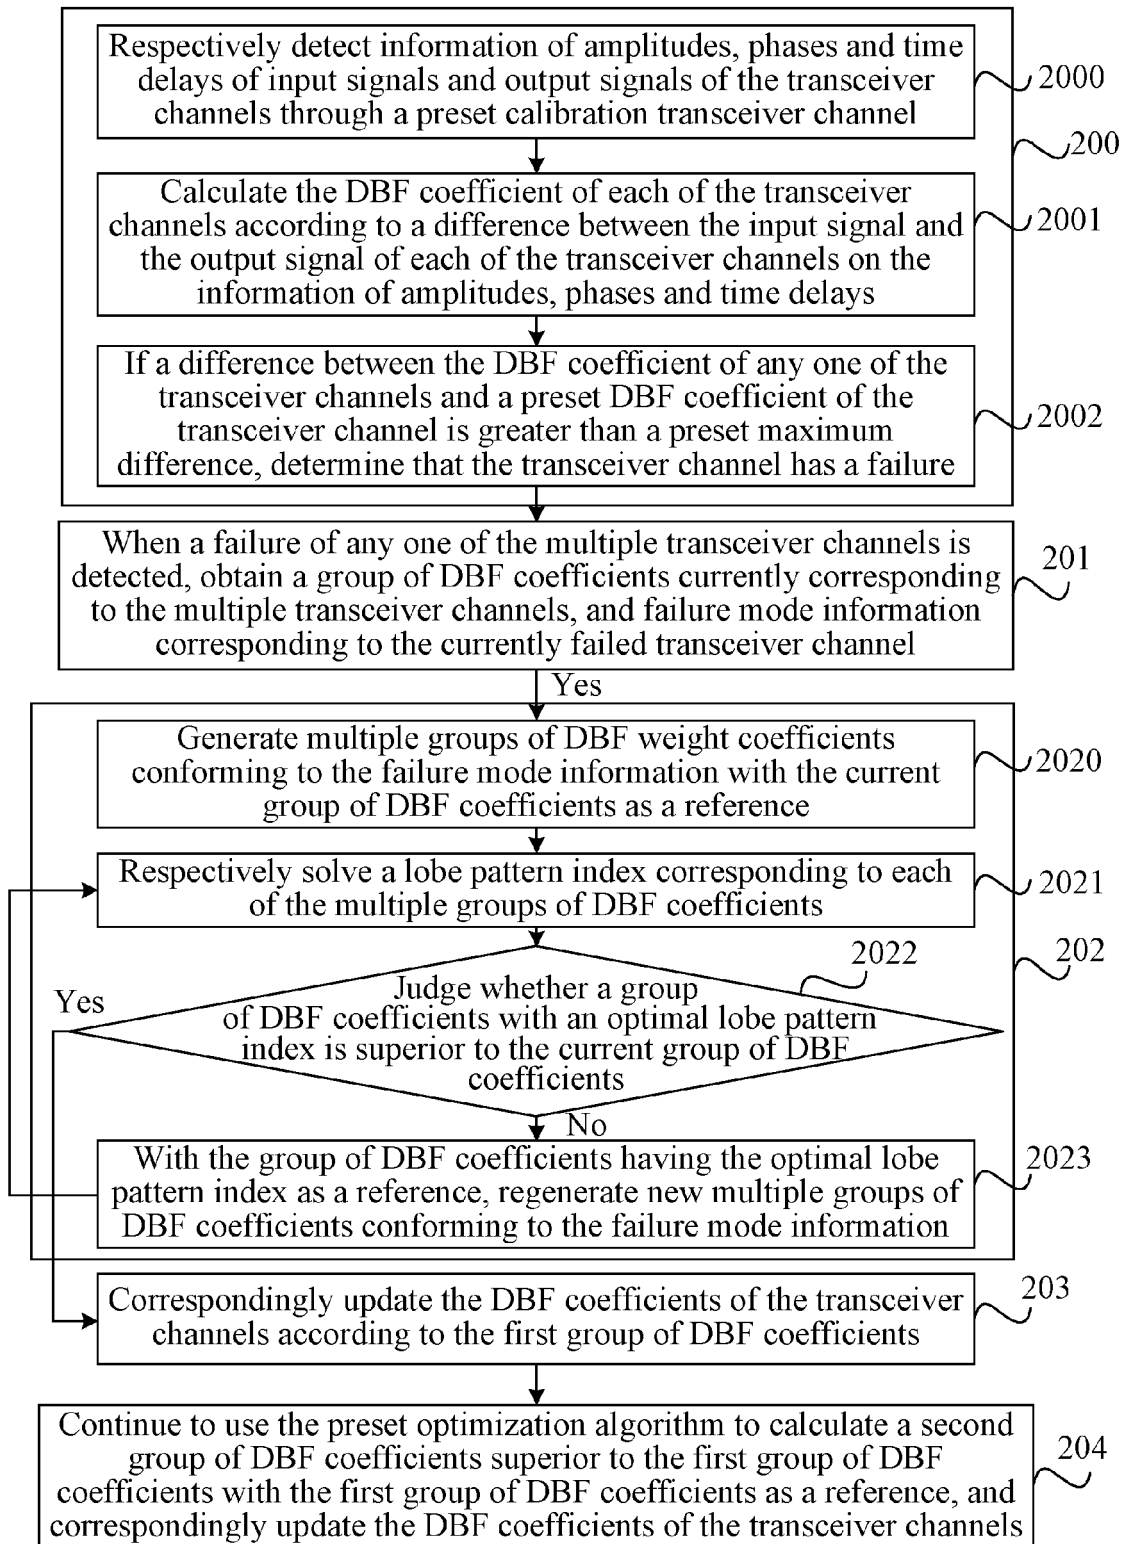 Respectively detect information of amplitudes, phases and time
delays of input signals and output signals of the transceiver
channels through a preset calibration transceiver channel
2000
200
Calculate the DBF coefficient of each of the transceiver
channels according to a difference between the input signal and
the output signal of each of the transceiver channels on the
information of amplitudes, phases and time delays
2001
If a difference between the DBF coefficient of any one of the
transceiver channels and a preset DBF coefficient of the
transceiver channel is greater than a preset maximum
difference, determine that the transceiver channel has a failure
2002
When a failure of any one of the multiple transceiver channels is
detected, obtain a group of DBF coefficients currently corresponding
to the multiple transceiver channels, and failure mode information
corresponding to the currently failed transceiver channel
201
Yes
Generate multiple groups of DBF weight coefficients
conforming to the failure mode information with the current
group of DBF coefficients as a reference
2020
Respectively solve a lobe pattern index corresponding to each
of the multiple groups of DBF coefficients
2021
202
2022
Yes
Judge whether a group
of DBF coefficients with an optimal lobe pattern
index is superior to the current group of DBF
coefficients
No
With the group of DBF coefficients having the optimal lobe
pattern index as a reference, regenerate new multiple groups of
DBF coefficients conforming to the failure mode information
2023
Correspondingly update the DBF coefficients of the transceiver
channels according to the first group of DBF coefficients
203
Continue to use the preset optimization algorithm to calculate a second
group of DBF coefficients superior to the first group of DBF
coefficients with the first group of DBF coefficients as a reference, and
correspondingly update the DBF coefficients of the transceiver channels
204